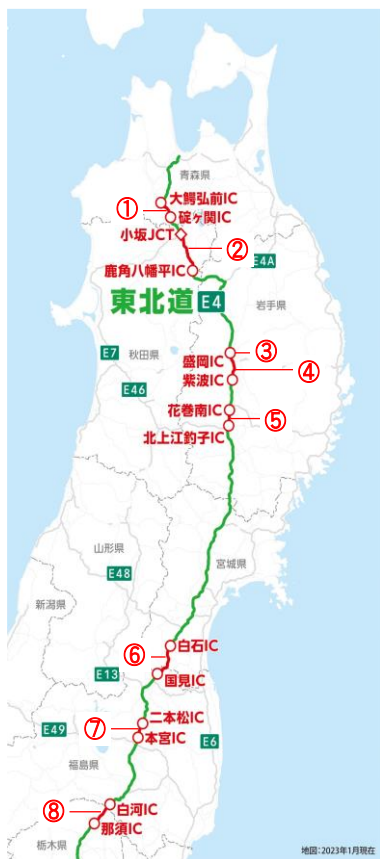 青森県
大鰐弘前IC
①
碇ヶ関IC
小坂JCT
②
鹿角八幡平IC
E4A
東北道 E4
岩手県
③
E7
秋田県
盛岡IC
④
紫波IC
E46
花巻南IC
⑤
北上江釣子IC
山形県
宮城県
E48
新潟県
白石IC
⑥
E13
国見IC
二本松IC
⑦
E49
本宮IC
E6
福島県
白河IC
⑧
那須IC
栃木県
地図:2023年1月現在